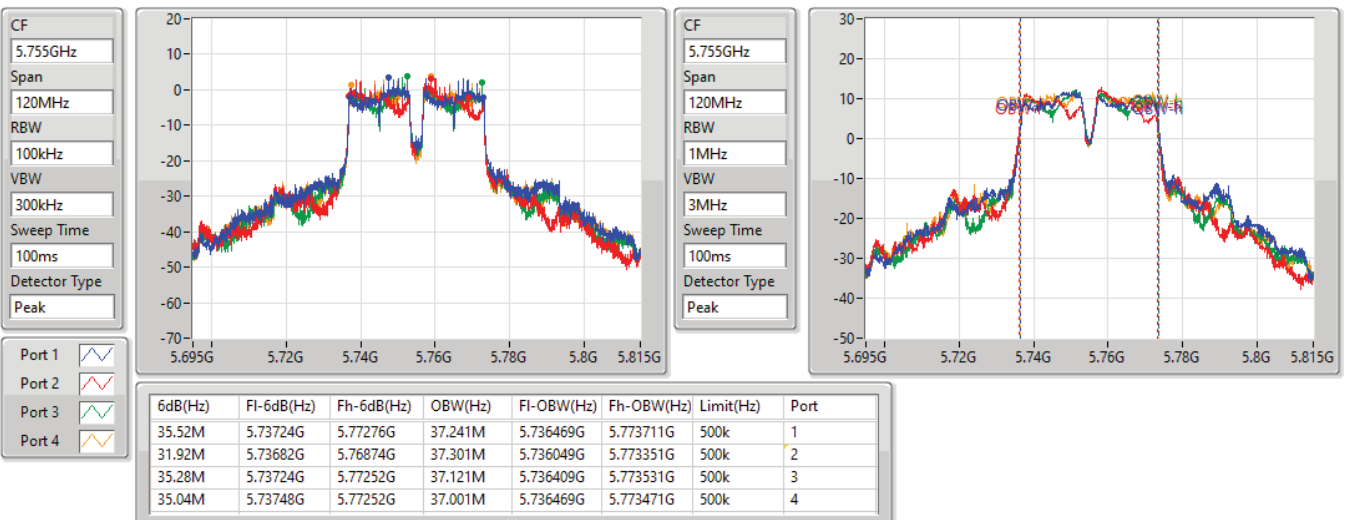 CF
5.755GHz
Span
120MHz
RBW
100kHz
VBW
300kHz
Sweep Time
100ms
Detector Type
Peak
20
10
0
-10
-20
-30
-40
-50
-60
-70
5.695G 5.72G 5.74G 5.76G 5.78G 5.8G 5.815G
CF
5.755GHz
Span
120MHz
RBW
1MHz
VBW
3MHz
Sweep Time
100ms
Detector Type
Peak
30
20
10
0
-10
-20
-30
-40
-50
5.695G 5.72G 5.74G 5.76G 5.78G 5.8G 5.815G
Port 1
Port 2
Port 3
Port 4
6dB(Hz) Fl-6dB(Hz) Fh-6dB(Hz) OBW(Hz) Fl-OBW(Hz) Fh-OBW(Hz) Limit(Hz) Port
35.52M 5.73724G 5.77276G 37.241M 5.736469G 5.773711G 500k 1
31.92M 5.73682G 5.76874G 37.301M 5.736049G 5.773351G 500k 2
35.28M 5.73724G 5.77252G 37.121M 5.736409G 5.773531G 500k 3
35.04M 5.73748G 5.77252G 37.001M 5.736469G 5.773471G 500k 4